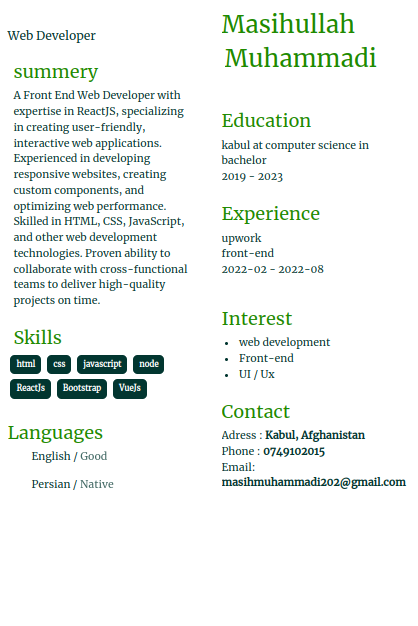 Web Developer
summery
A Front End Web Developer with
expertise in ReactJS, specializing
in creating user-friendly,
interactive web applications.
Experienced in developing
responsive websites, creating
custom components, and
optimizing web performance.
Skilled in HTML, CSS, JavaScript,
and other web development
technologies. Proven ability to
collaborate with cross-functional
teams to deliver high-quality
projects on time.
Skills
html css javascript node
ReactJs Bootstrap VueJs
Languages
English / Good
Persian / Native
Masihullah
Muhammadi
Education
kabul at computer science in
bachelor
2019 - 2023
Experience
upwork
front-end
2022-02 - 2022-08
Interest
• web development
• Front-end
• UI / Ux
Contact
Adress : Kabul, Afghanistan
Phone : 0749102015
Email:
masihmuhammadi202@gmail.com